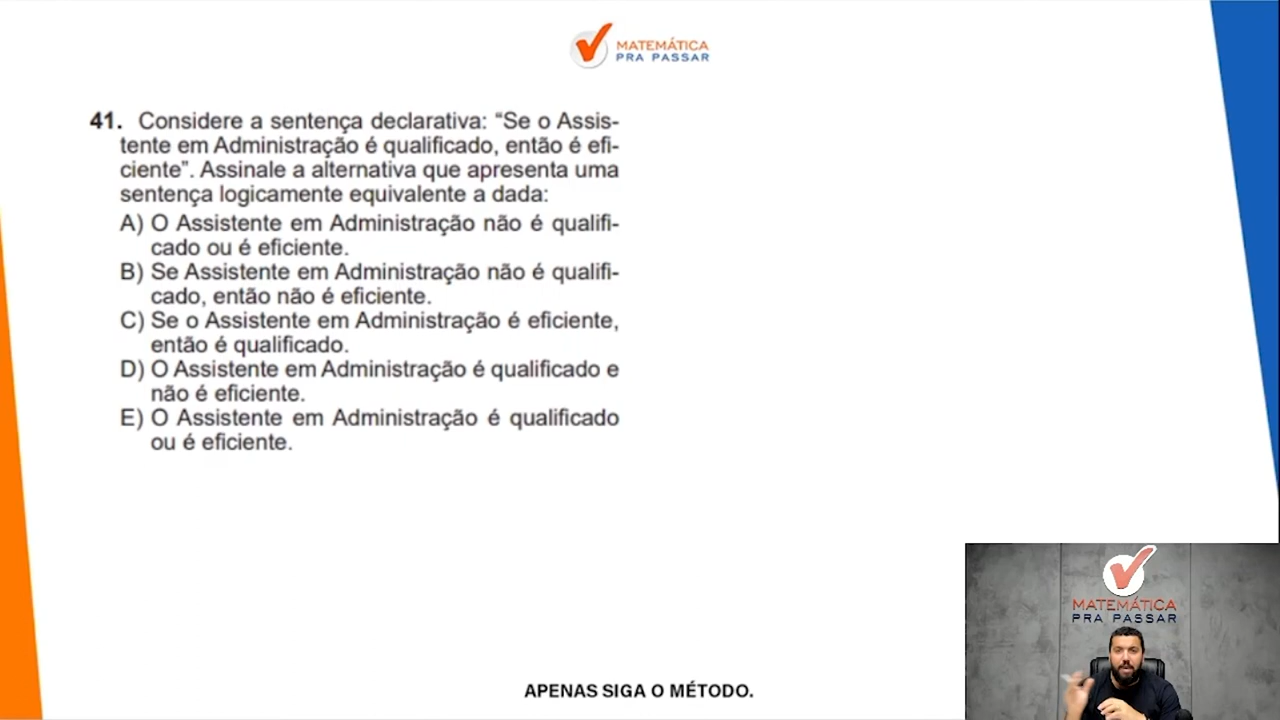 MATEMÁTICA
PRA PASSAR
41. Considere a sentença declarativa: “Se o Assis-
tente em Administração é qualificado, então é efi-
ciente”. Assinale a alternativa que apresenta uma
sentença logicamente equivalente a dada:
A) O Assistente em Administração não é qualifi-
cado ou é eficiente.
B) Se Assistente em Administração não é qualifi-
cado, então não é eficiente.
C) Se o Assistente em Administração é eficiente,
então é qualificado.
D) O Assistente em Administração é qualificado e
não é eficiente.
E) O Assistente em Administração é qualificado
ou é eficiente.
MATEMÁTICA
PRA PASSAR
APENAS SIGA O MÉTODO.